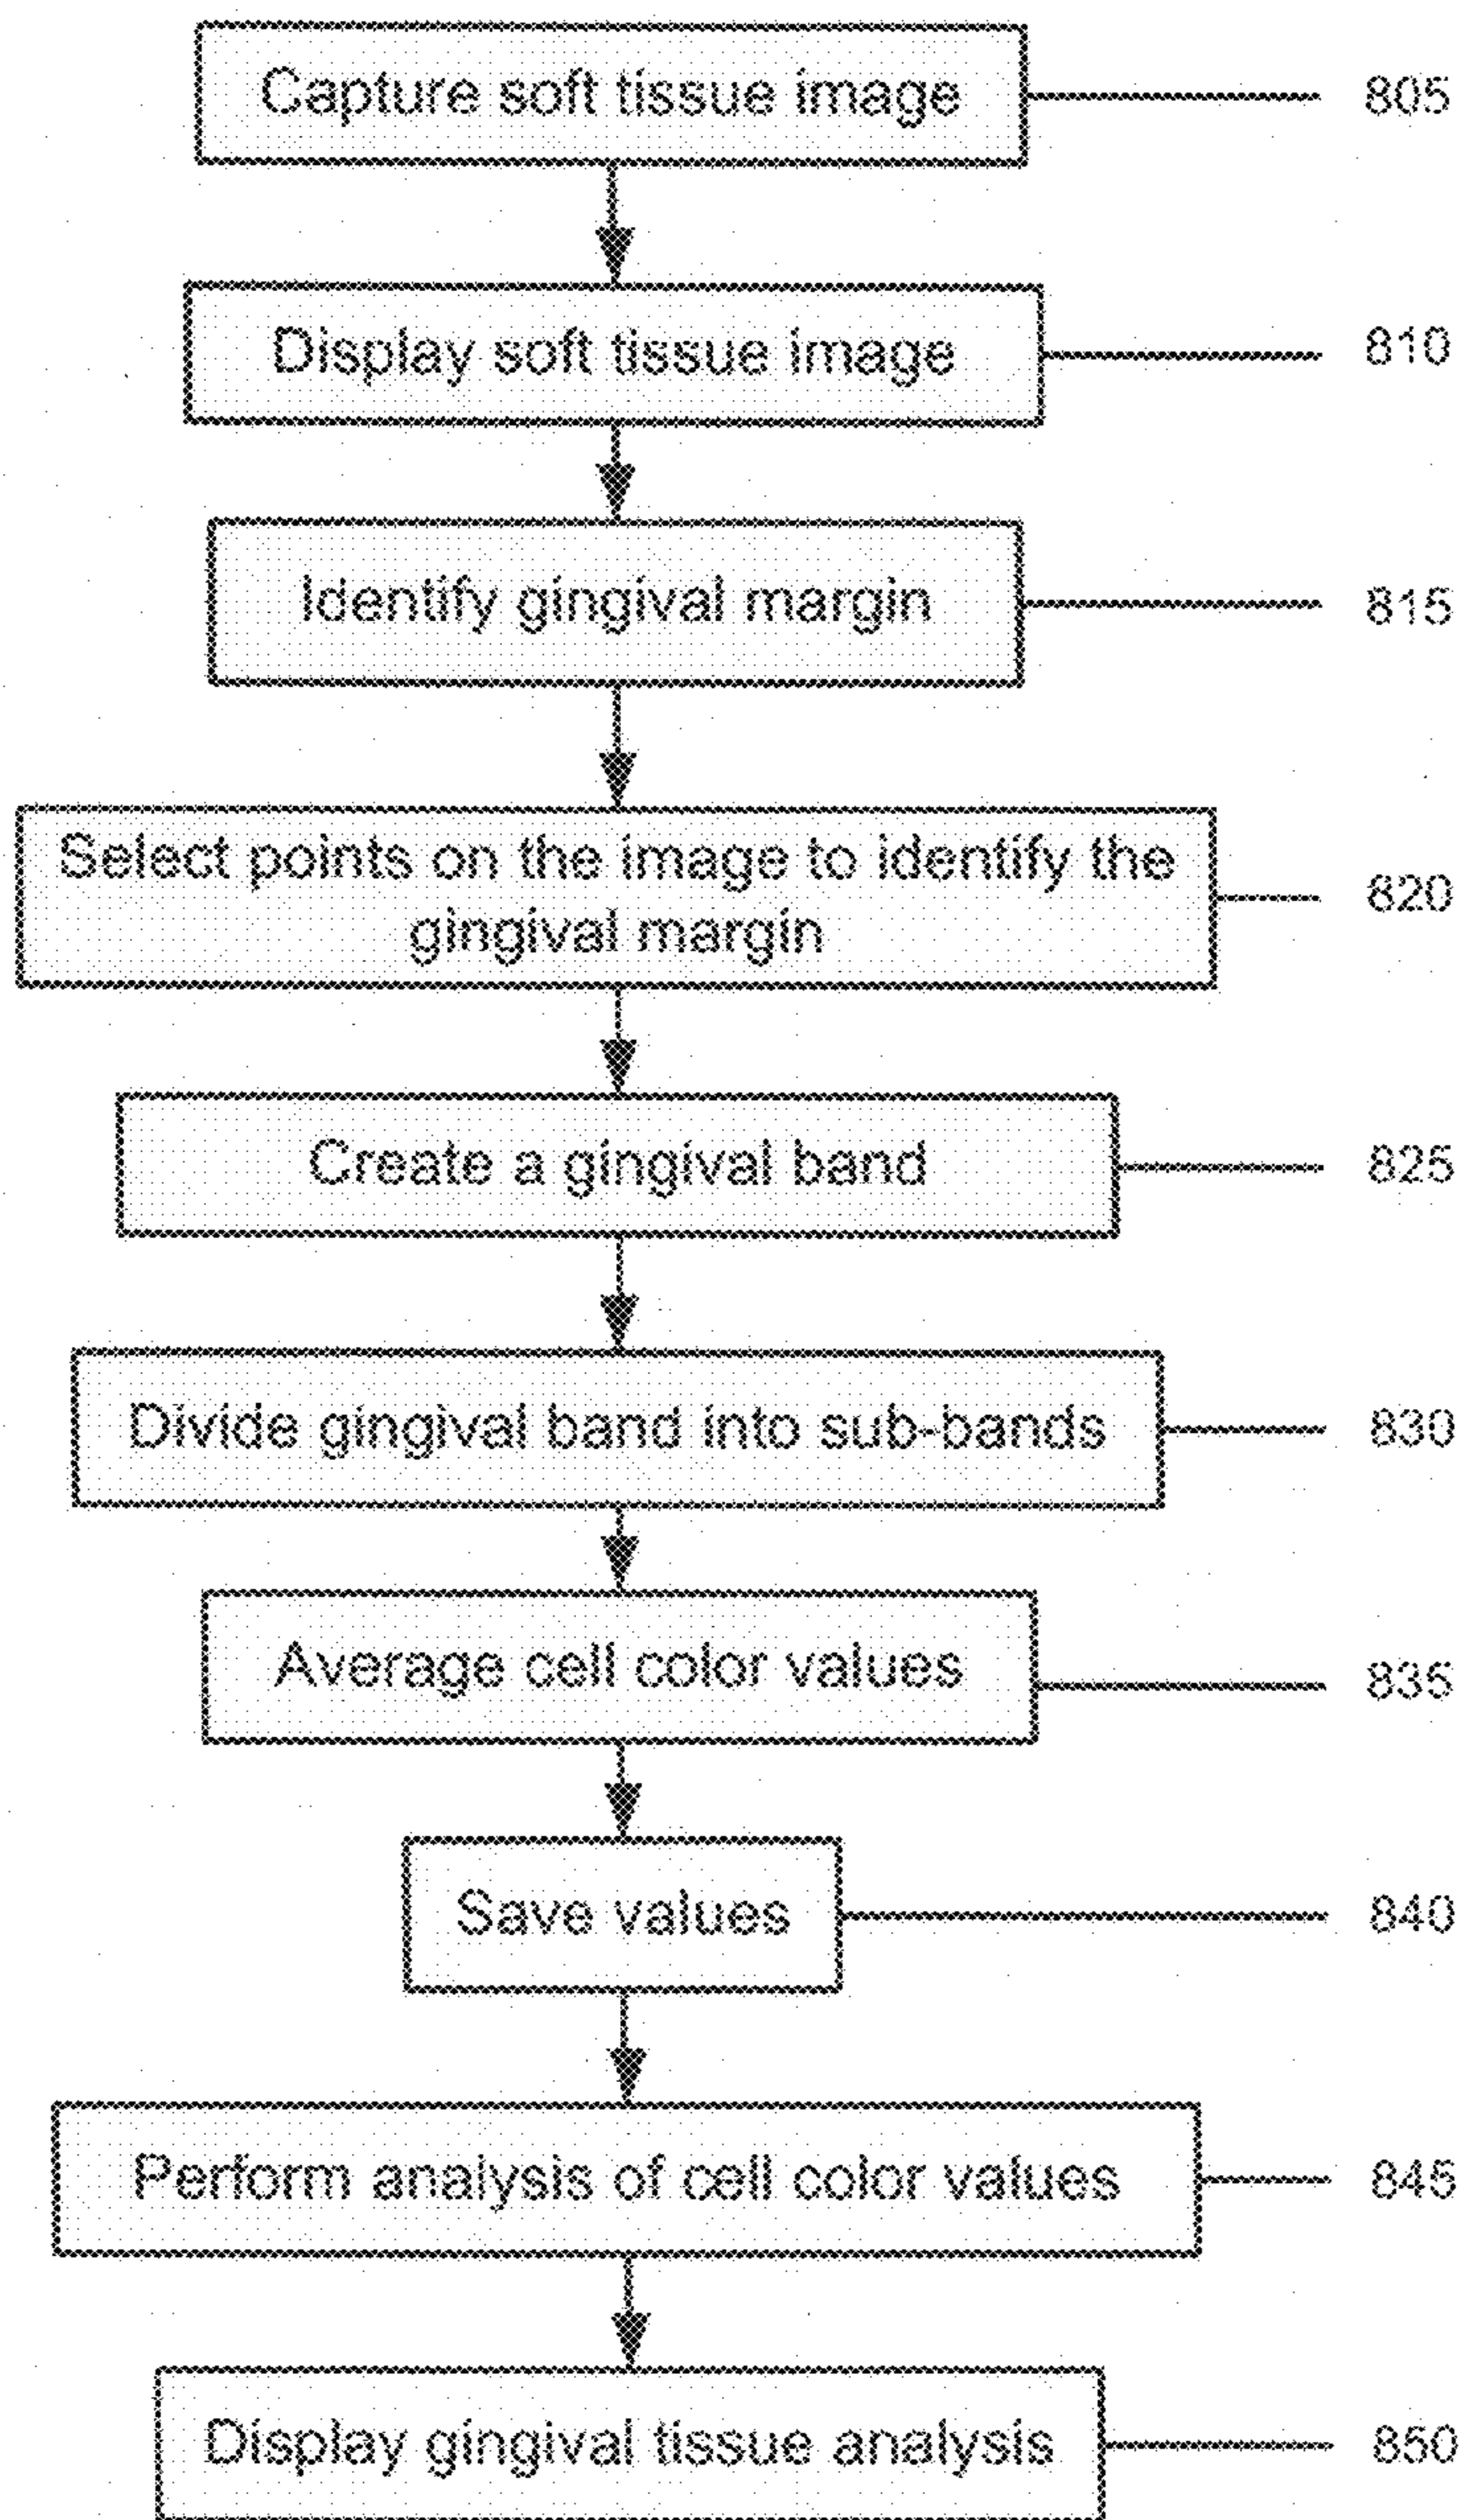 Capture soft tissue image
805
Display soft tissue image
810
Identify gingival margin
815
Select points on the image to identify the
gingival margin
820
Create a gingival band
825
Divide gingival band into sub-bands
830
Average cell color values
835
Save values
840
Perform analysis of cell color values
845
Display gingival tissue analysis
850